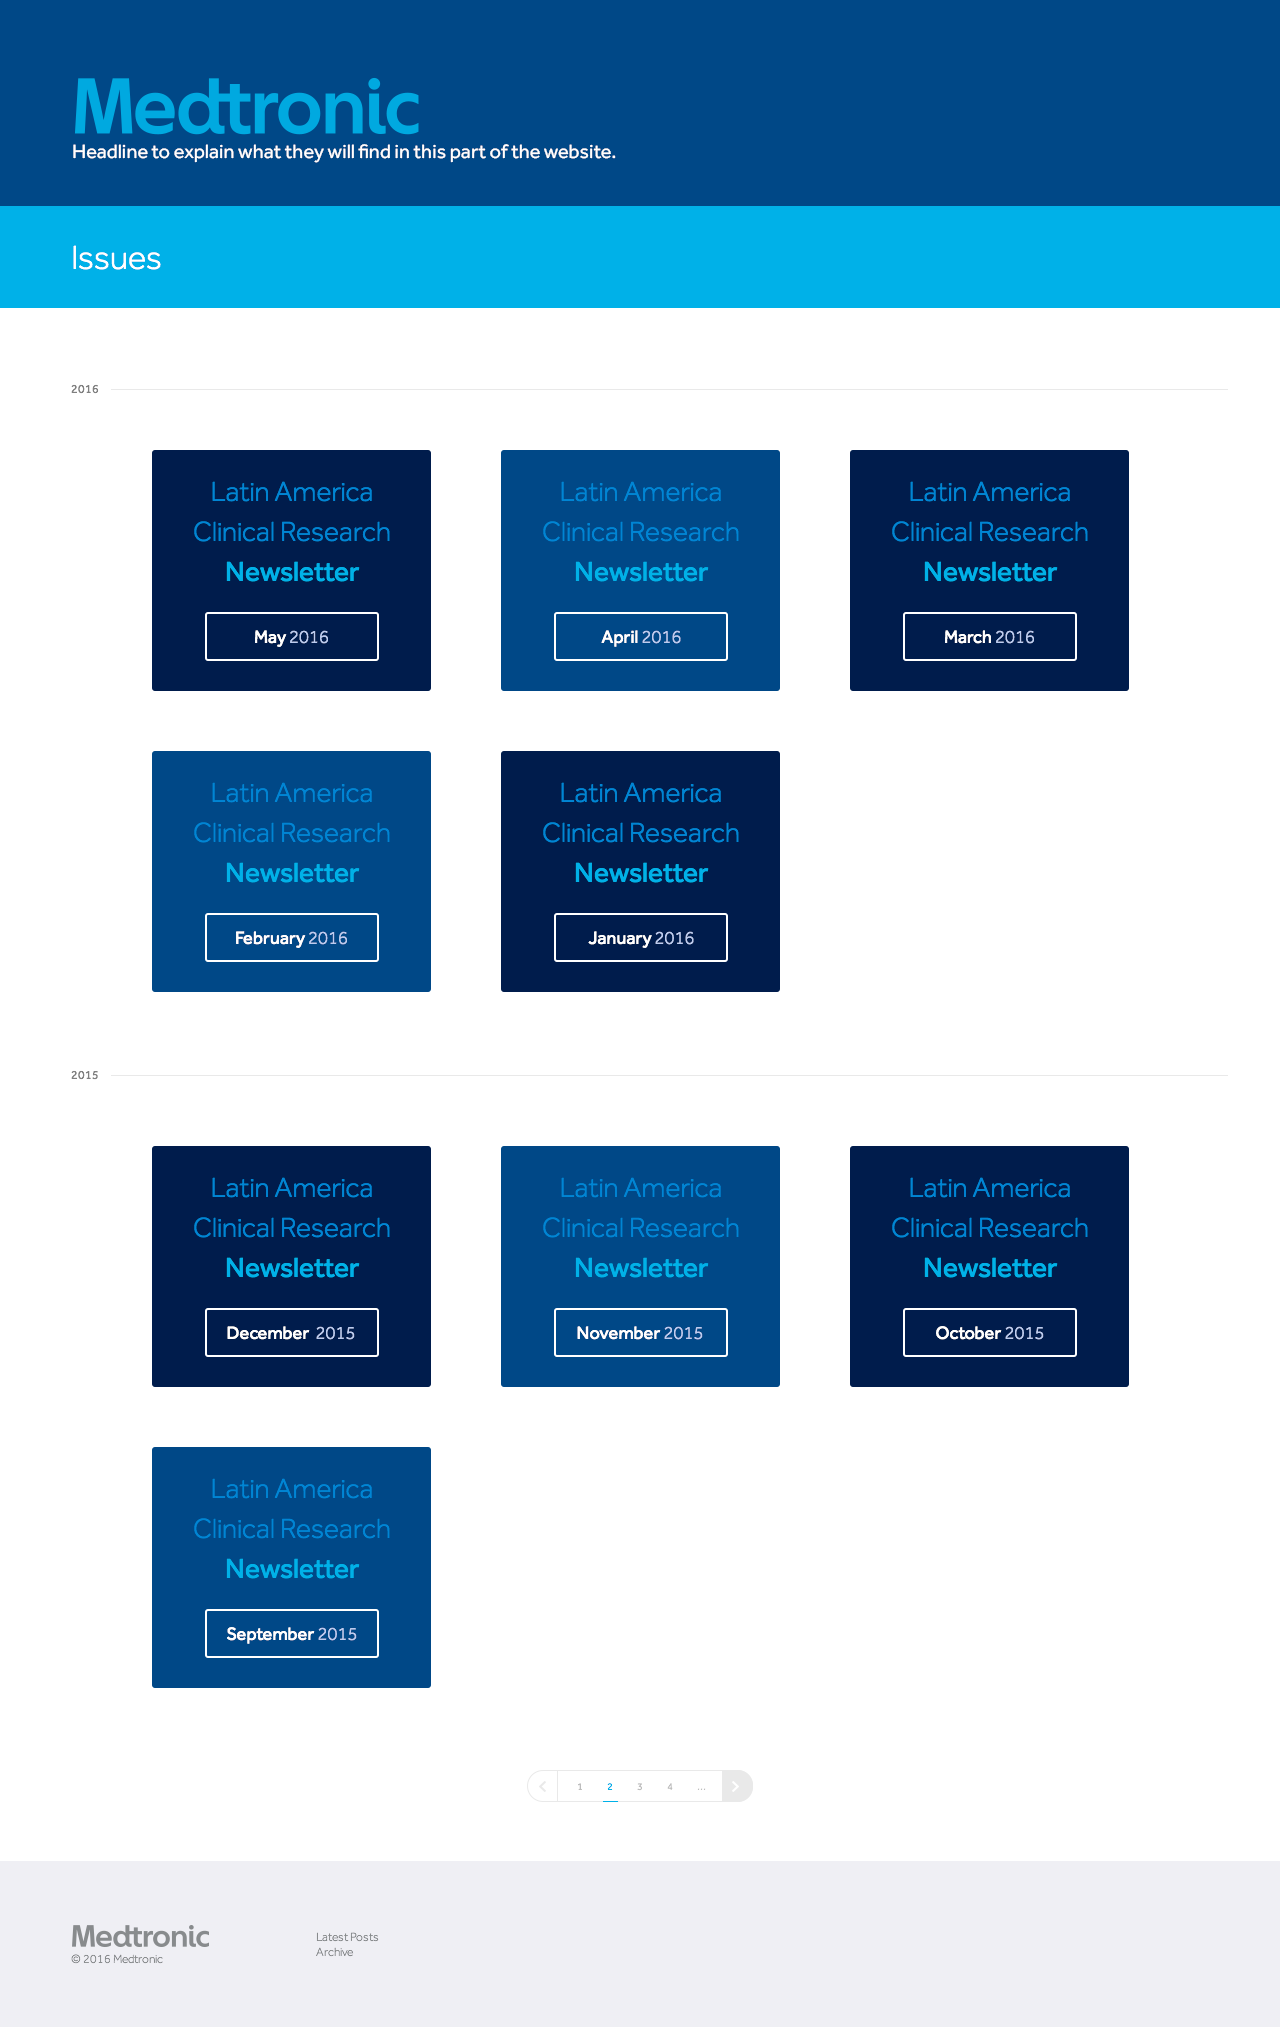 Medtronic
Headline to explain what they will find in this part of the website.
Issues
2016
Latin America
Clinical Research
Newsletter
May 2016
Latin America
Clinical Research
Newsletter
April 2016
Latin America
Clinical Research
Newsletter
March 2016
Latin America
Clinical Research
Newsletter
February 2016
Latin America
Clinical Research
Newsletter
January 2016
2015
Latin America
Clinical Research
Newsletter
December 2015
Latin America
Clinical Research
Newsletter
November 2015
Latin America
Clinical Research
Newsletter
October 2015
Latin America
Clinical Research
Newsletter
September 2015
1 2 3 4 ...
Medtronic
© 2016 Medtronic
Latest Posts
Archive